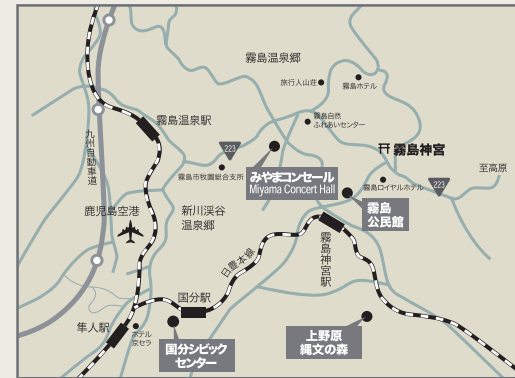 霧島温泉郷
旅行人山荘
霧島ホテル
霧島温泉駅
霧島自然
ふれあいセンター
223
霧島神宮
九州自動車道
霧島市牧園総合支所
みやまコンセール
Miyama Concert Hall
霧島ロイヤルホテル
223
至高原
鹿児島空港
新川渓谷
温泉郷
霧島
公民館
日豊本線
霧島神宮駅
国分駅
隼人駅
ホテル
京セラ
国分シビック
センター
上野原
縄文の森